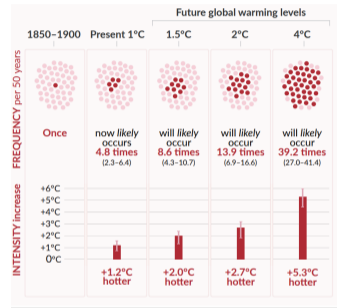 Future global warming levels
1850–1900 Present 1°C 1.5°C 2°C 4°C
FREQUENCY per 50 years
Once
now likely occurs 4.8 times (2.3–6.4)
will likely occur 8.6 times (4.3–10.7)
will likely occur 13.9 times (6.9–16.6)
will likely occur 39.2 times (27.0–41.4)
INTENSITY increase
+6°C
+5°C
+4°C
+3°C
+2°C
+1°C
0°C
+1.2°C hotter
+2.0°C hotter
+2.7°C hotter
+5.3°C hotter